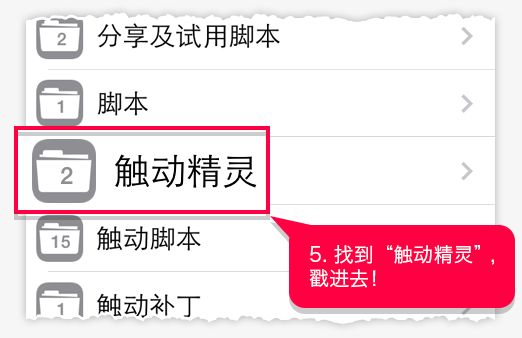 2 分享及试用脚本
1 脚本
2 触动精灵
15 触动脚本
5. 找到“触动精灵”,
戳进去!
1 触动补丁